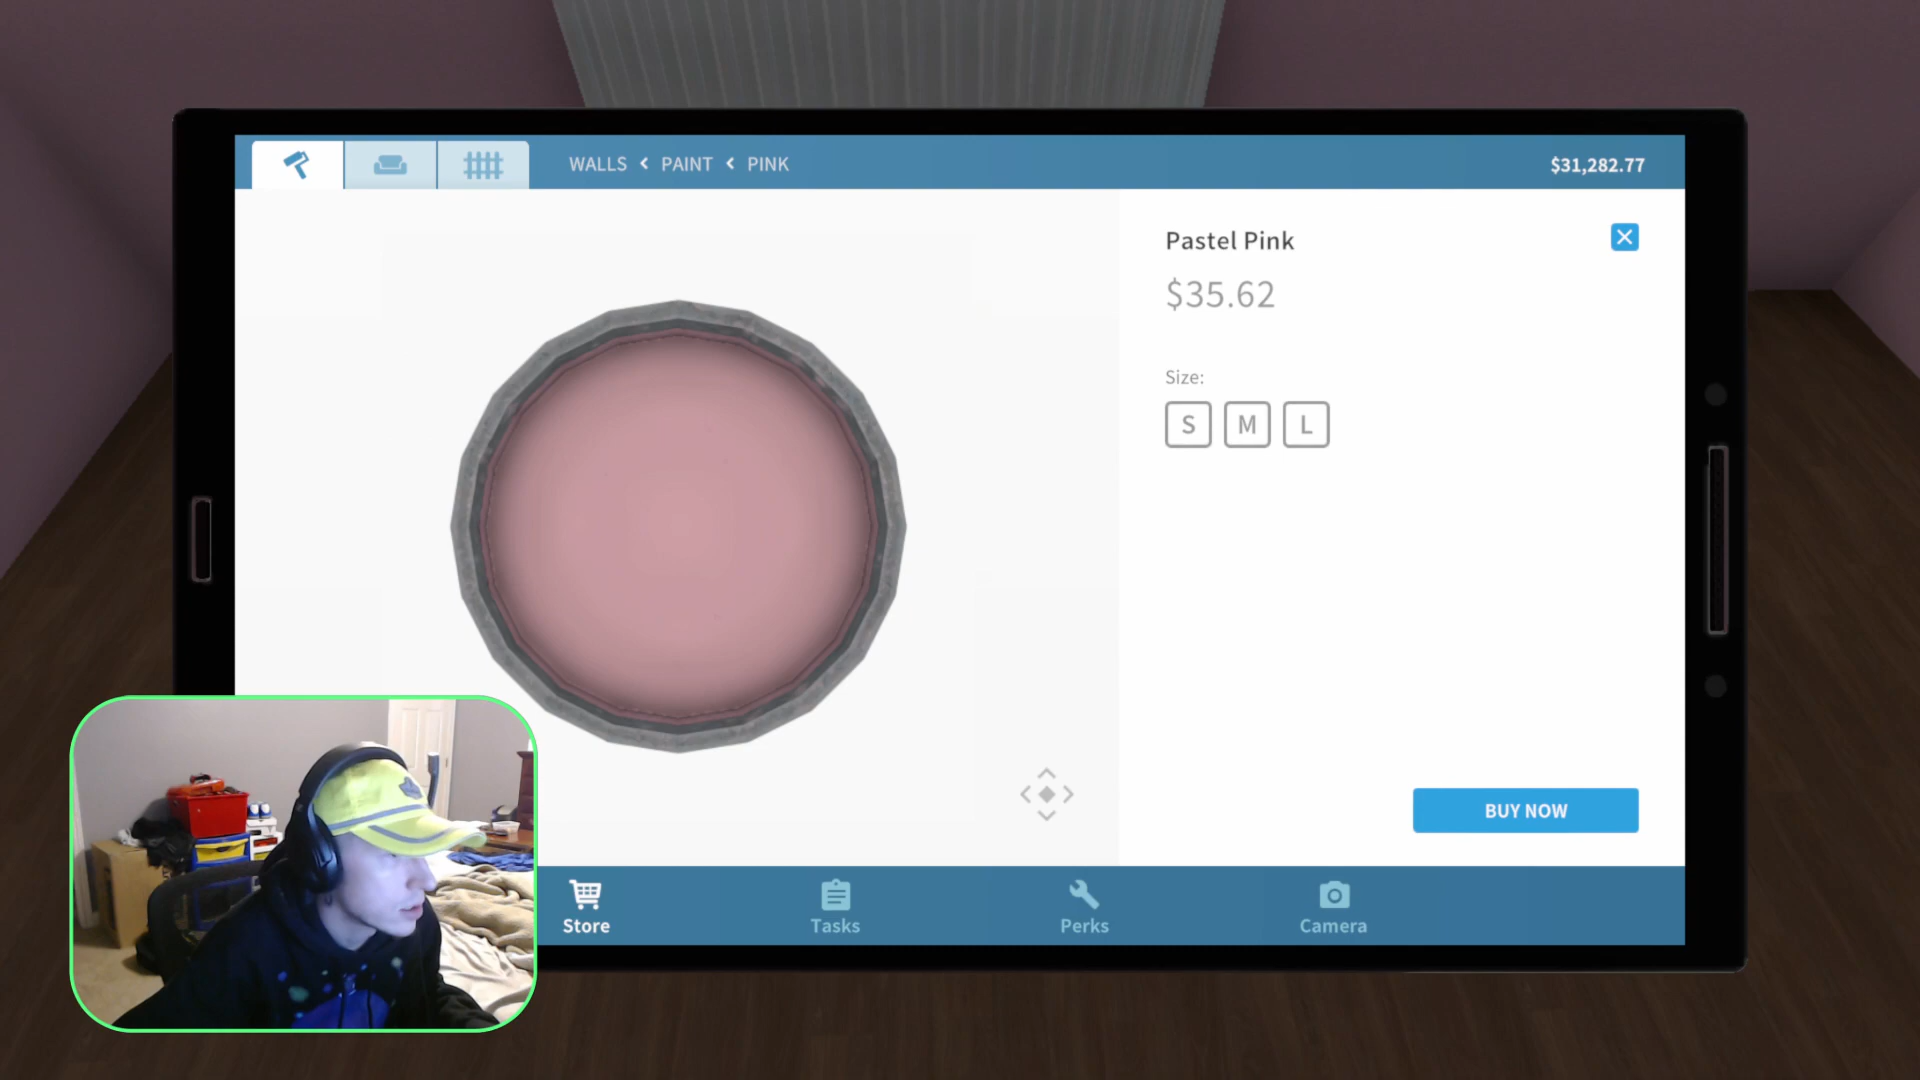 WALLS < PAINT < PINK
$31,282.77
Pastel Pink
$35.62
Size:
S M L
BUY NOW
Store
Tasks
Perks
Camera